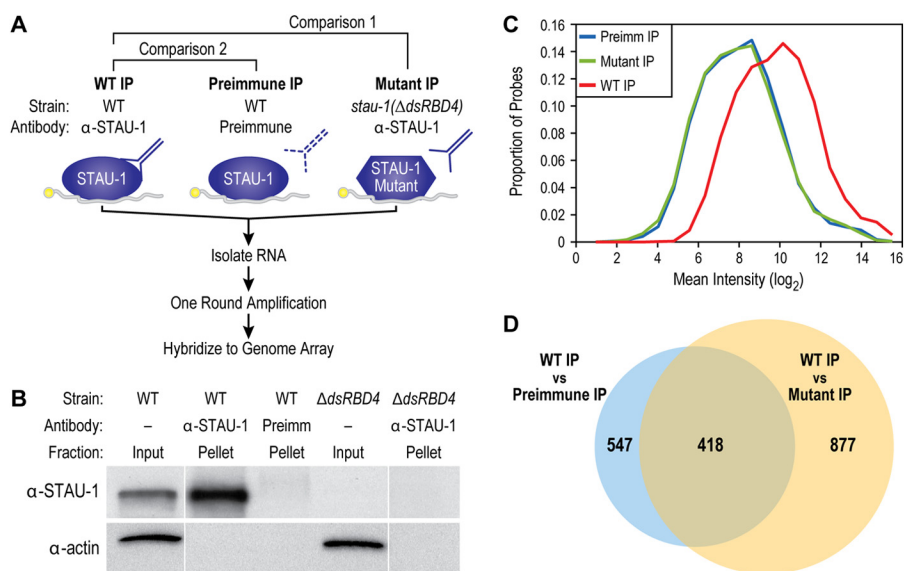 A
Comparison 1
Comparison 2
WT IP
Preimmune IP
Mutant IP
Strain:
WT
WT
stau-1(ΔdsRBD4)
Antibody:
α-STAU-1
Preimmune
α-STAU-1
STAU-1
STAU-1
STAU-1
Mutant
Isolate RNA
One Round Amplification
Hybridize to Genome Array
B
Strain:
WT
WT
WT
ΔdsRBD4
ΔdsRBD4
Antibody:
–
α-STAU-1
Preimm
–
α-STAU-1
Fraction:
Input
Pellet
Pellet
Input
Pellet
α-STAU-1
α-actin
C
Preimm IP
Mutant IP
WT IP
Proportion of Probes
0.16
0.14
0.12
0.10
0.08
0.06
0.04
0.02
0
0
2
4
6
8
10
12
14
16
Mean Intensity (log2)
D
WT IP
vs
Preimmune IP
WT IP
vs
Mutant IP
547
418
877